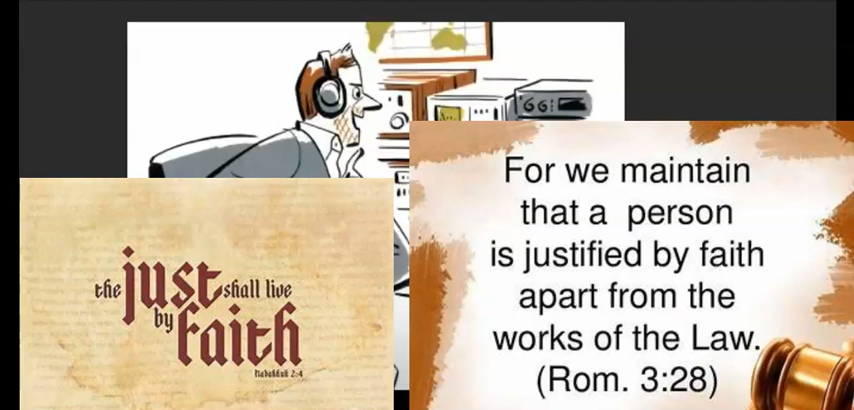 '66:
the just shall live
by faith
Habakkuk 2:4
For we maintain
that a person
is justified by faith
apart from the
works of the Law.
(Rom. 3:28)